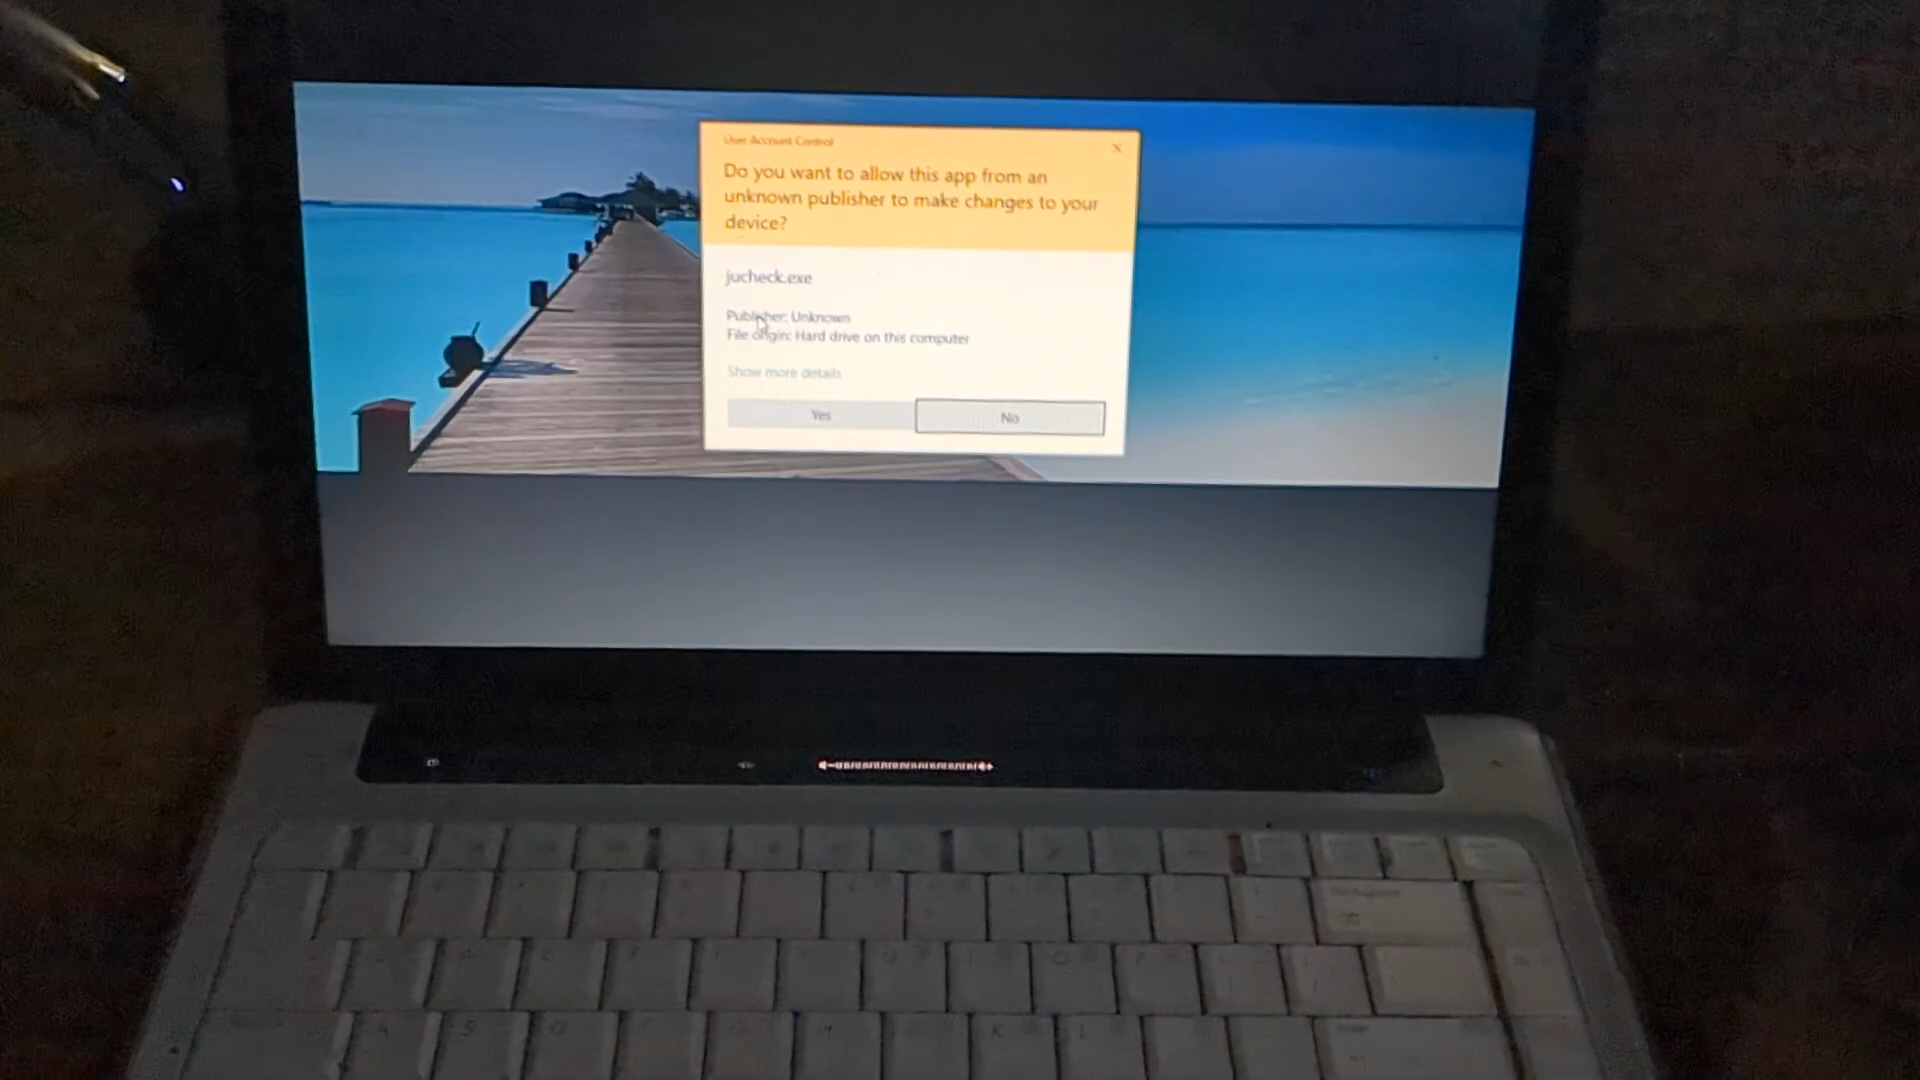 User Account Control
Do you want to allow this app from an
unknown publisher to make changes to your
device?
jucheck.exe
Publisher: Unknown
File origin: Hard drive on this computer
Show more details
Yes
No